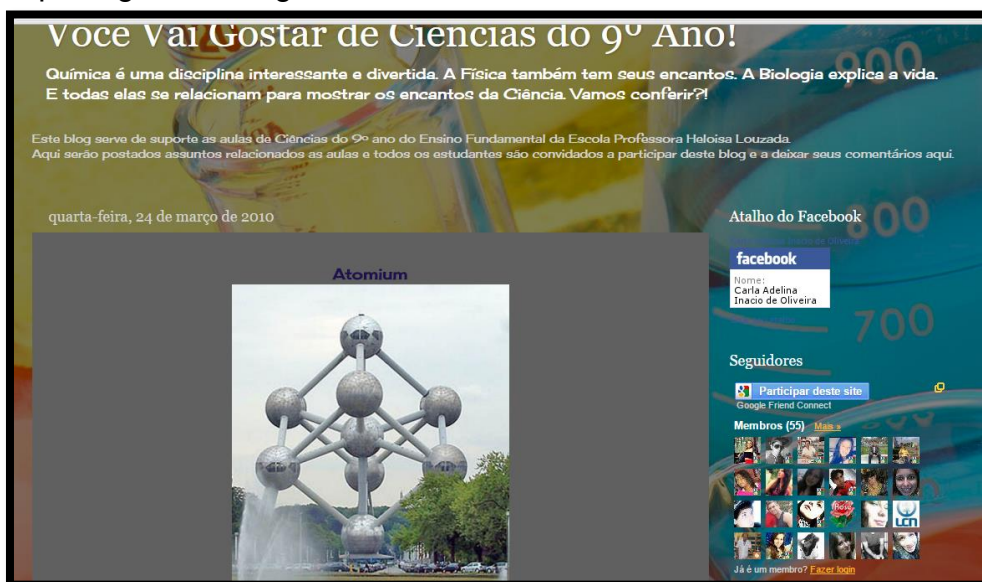 Você Vai Gostar de Ciências do 9º Ano!
Química é uma disciplina interessante e divertida. A Física também tem seus encantos. A Biologia explica a vida.
E todas elas se relacionam para mostrar os encantos da Ciência. Vamos conferir?!
Este blog serve de suporte as aulas de Ciências do 9º ano do Ensino Fundamental da Escola Professora Heloisa Louzada.
Aqui serão postados assuntos relacionados as aulas e todos os estudantes são convidados a participar deste blog e a deixar seus comentários aqui.
quarta-feira, 24 de março de 2010
Atomium
Atalho do Facebook
facebook
Nome:
Carla Adelina
Inacio de Oliveira
Seguidores
Participar deste site
Google Friend Connect
Membros (55) Mais »
Já é um membro? Fazer login
900
800
700